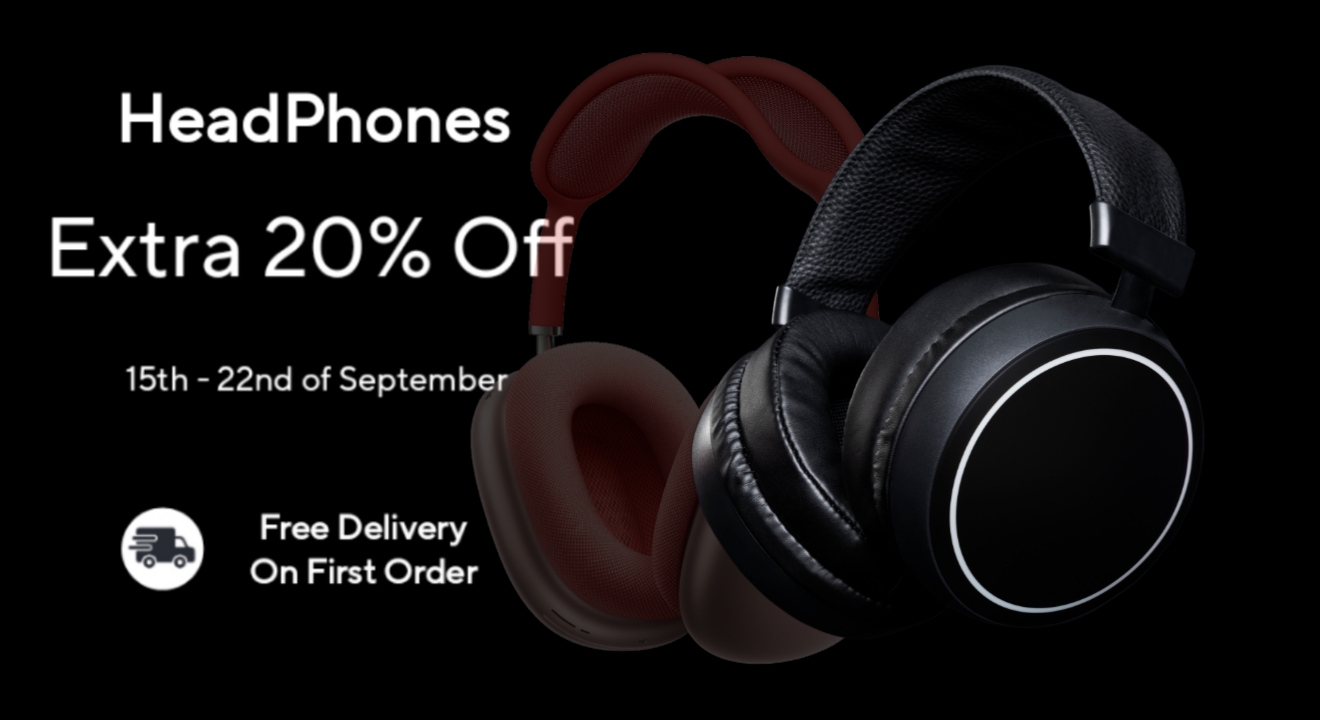 HeadPhones
Extra 20% Off
15th - 22nd of September
Free Delivery
On First Order